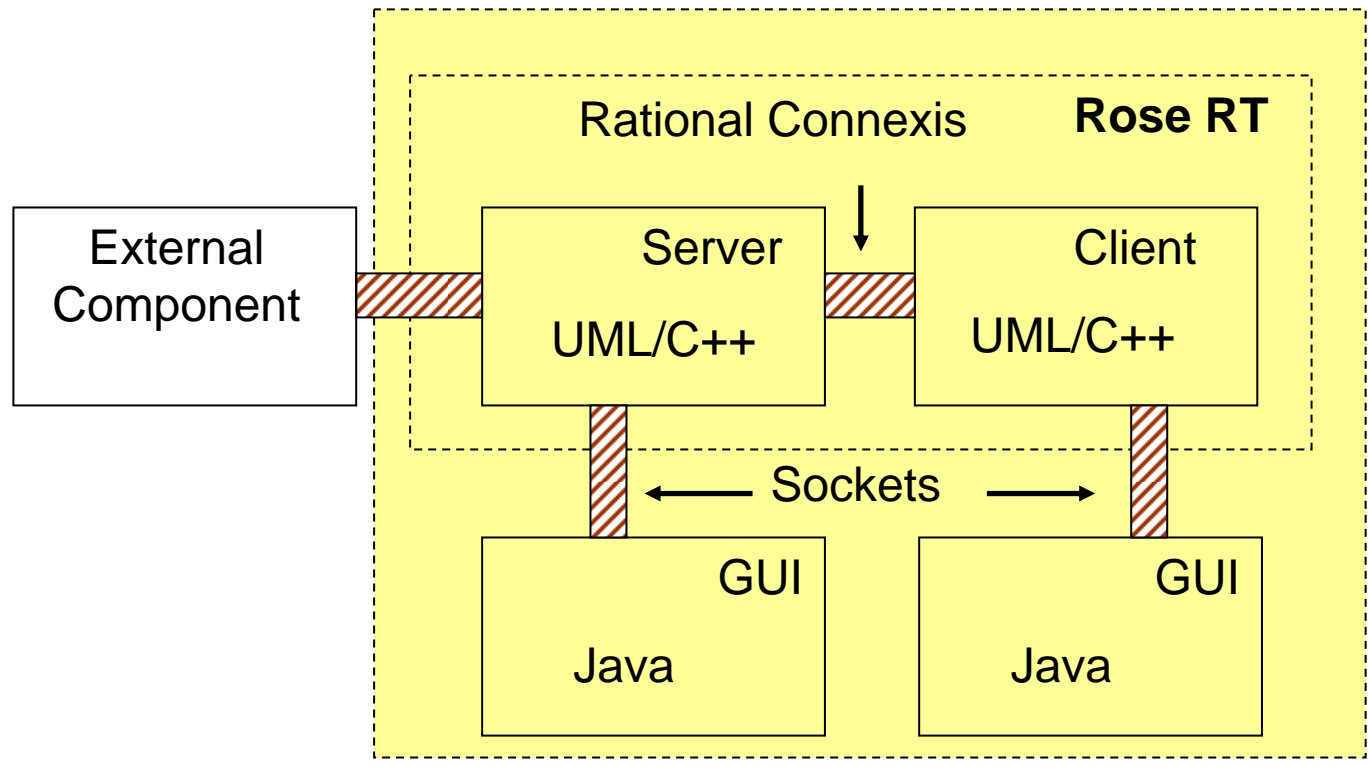 Rational Connexis
Rose RT
External
Component
Server
UML/C++
Client
UML/C++
Sockets
GUI
Java
GUI
Java